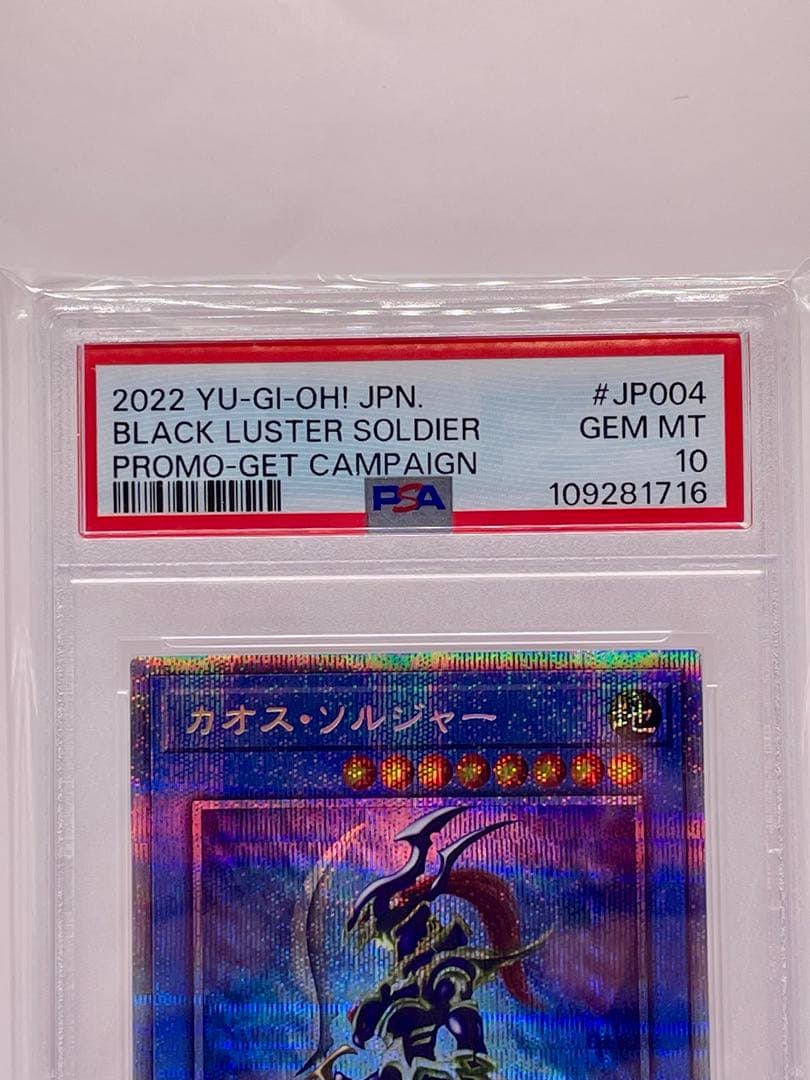 2022 YU-GI-OH! JPN. #JP004
BLACK LUSTER SOLDIER GEM MT
PROMO-GET CAMPAIGN 10
PSA 109281716
カオス・ソルジャー 地